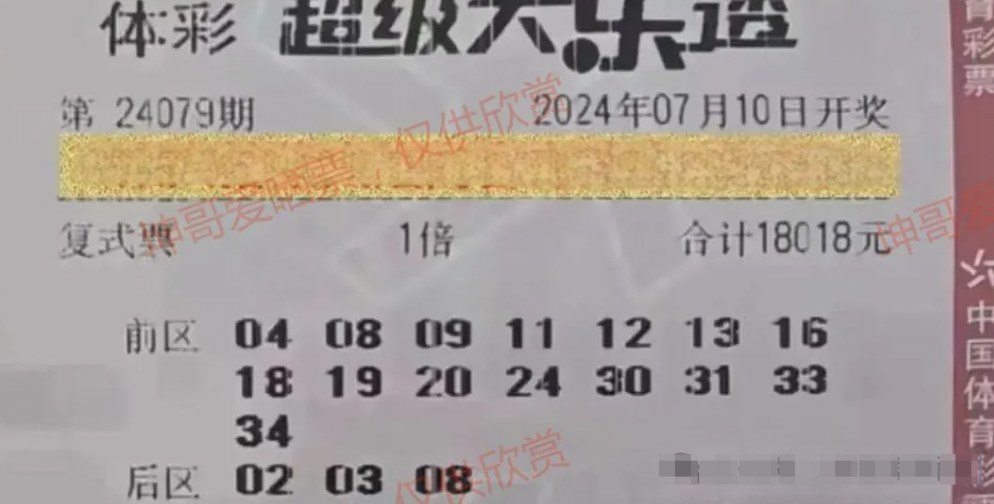 体彩 超级大乐透
第 24079期 2024年07月10日开奖
仅供欣赏
坤哥爱晒票
复式票 1倍 合计18018元
坤哥
前区 04 08 09 11 12 13 16
18 19 20 24 30 31 33
34
后区 02 03 08
仅供欣赏
育彩票
中国体育彩票